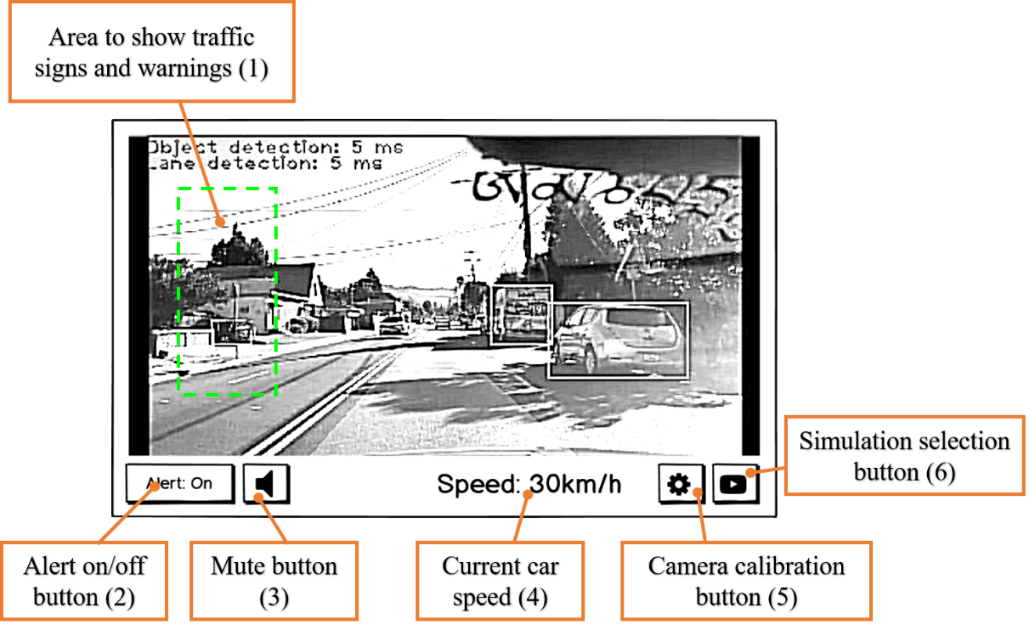 Area to show traffic
signs and warnings (1)
Object detection: 5 ms
Lane detection: 5 ms
Simulation selection
button (6)
Alert: On
Speed: 30km/h
Alert on/off
button (2)
Mute button
(3)
Current car
speed (4)
Camera calibration
button (5)